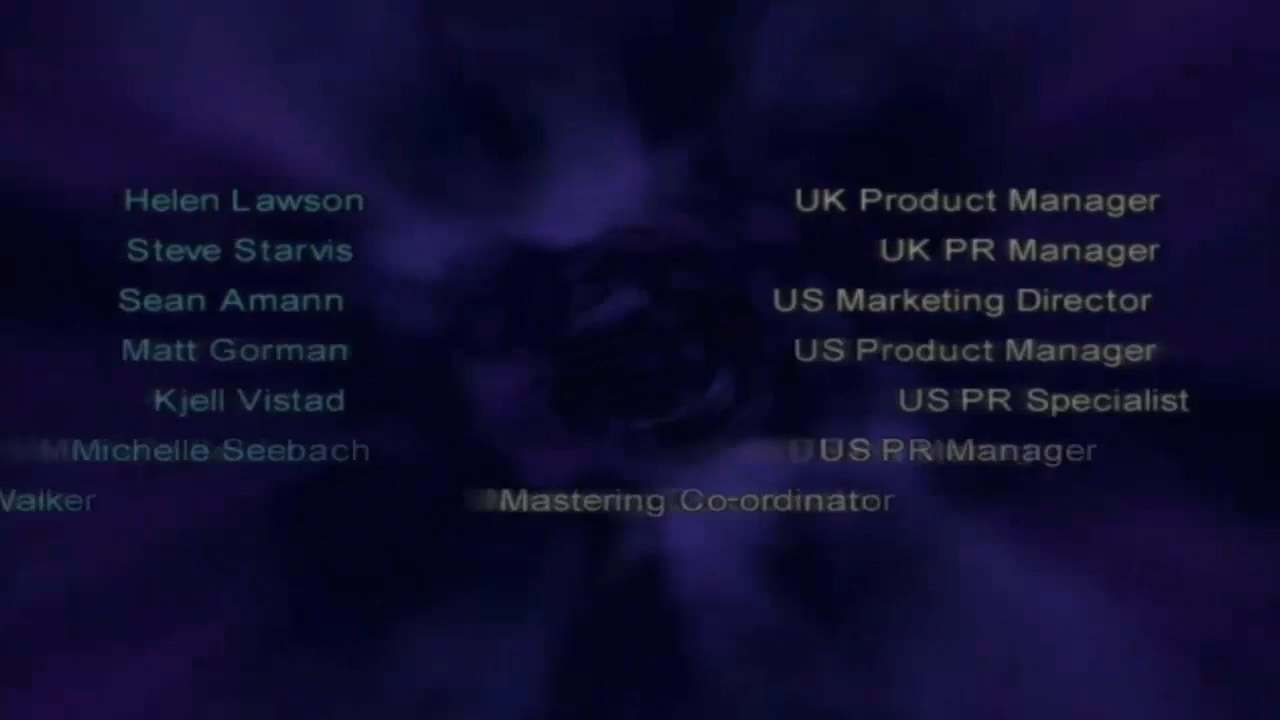 Helen Lawson UK Product Manager
Steve Starvis UK PR Manager
Sean Amann US Marketing Director
Matt Gorman US Product Manager
Kjell Vistad US PR Specialist
Michelle Seebach US PR Manager
Walker Mastering Co-ordinator